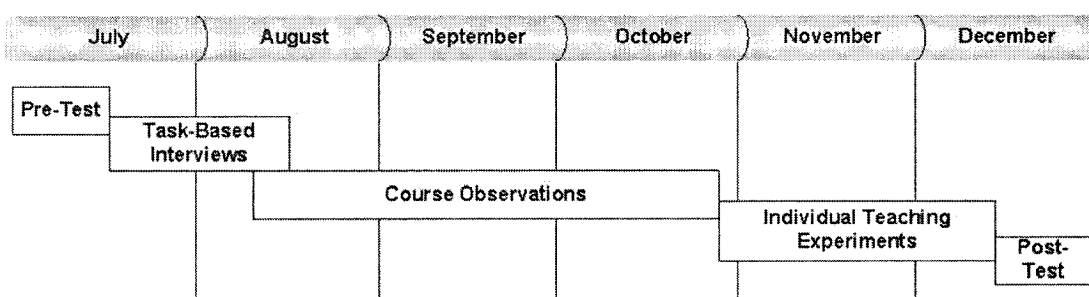 July August September October November December
Pre-Test
Task-Based
Interviews
Course Observations
Individual Teaching
Experiments
Post-
Test